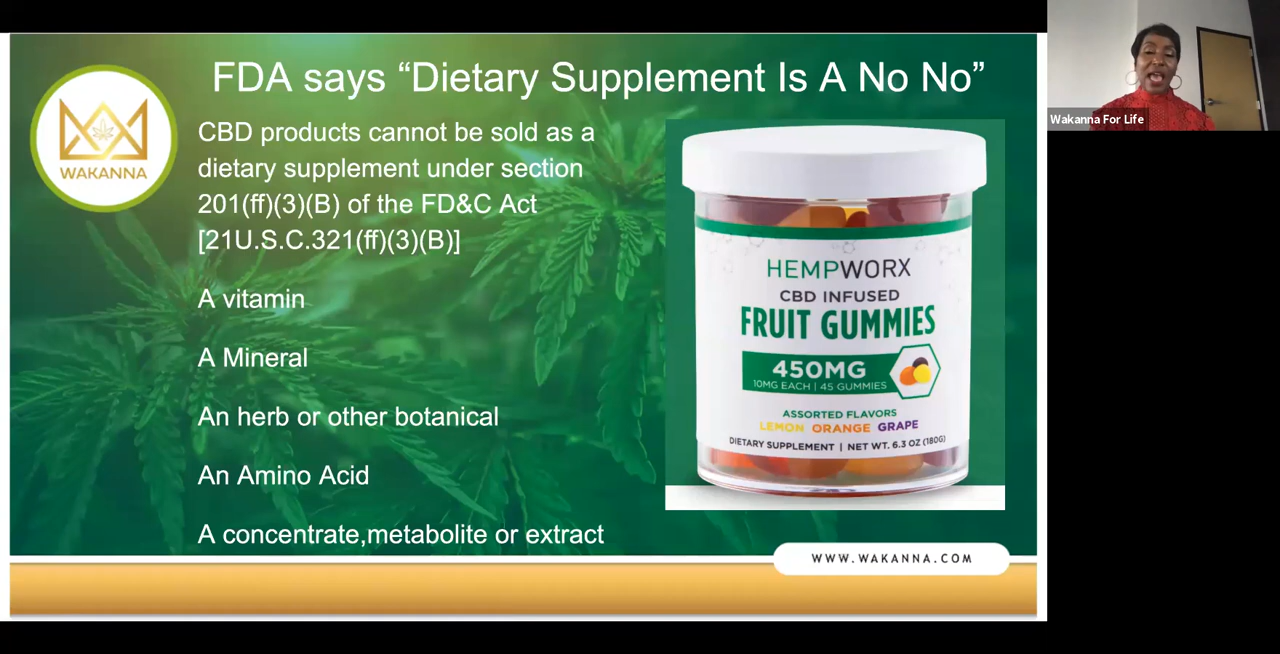 FDA says “Dietary Supplement Is A No No”
WAKANNA
CBD products cannot be sold as a
dietary supplement under section
201(ff)(3)(B) of the FD&C Act
[21U.S.C.321(ff)(3)(B)]
A vitamin
A Mineral
An herb or other botanical
An Amino Acid
A concentrate,metabolite or extract
HEMPWORX
CBD INFUSED
FRUIT GUMMIES
450MG
10MG EACH | 45 GUMMIES
ASSORTED FLAVORS
LEMON ORANGE GRAPE
DIETARY SUPPLEMENT | NET WT. 6.3 OZ (180G)
WWW.WAKANNA.COM
Wakanna For Life